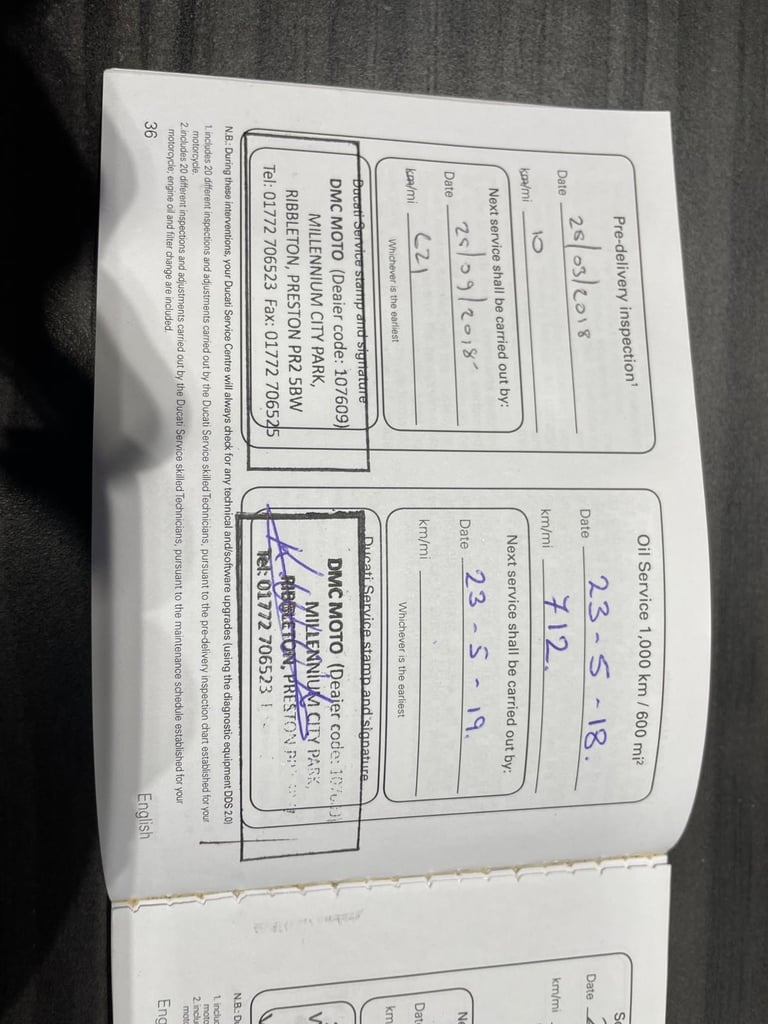 Pre-delivery inspection¹
Date 28/03/2018
km/mi 10
Next service shall be carried out by:
Date 25/09/2018
km/mi 621
Whichever is the earliest
Ducati Service stamp and signature
DMC MOTO (Dealer code: 107609)
MILLENNIUM CITY PARK,
RIBBLETON, PRESTON PR2 5BW
Tel: 01772 706523 Fax: 01772 706525
Oil Service 1,000 km / 600 mi²
Date 23-5-18.
km/mi 712.
Next service shall be carried out by:
Date 23-5-19.
km/mi
Whichever is the earliest
Ducati Service stamp and signature
DMC MOTO (Dealer code:
MILLENNIUM CITY PARK,
RIBBLETON, PRESTON
Tel: 01772 706523
N.B.: During these interventions, your Ducati Service Centre will always check for any technical and/software upgrades (using the diagnostic equipment DDS 2.0)
1. includes 20 different inspections and adjustments carried out by the Ducati Service skilled Technicians, pursuant to the pre-delivery inspection chart established for your
motorcycle.
2. includes 20 different inspections and adjustments carried out by the Ducati Service skilled Technicians, pursuant to the maintenance schedule established for your
motorcycle; engine oil and filter change are included.
36
English
Date
km/mi
N.B.:
1. includ
2. inclu